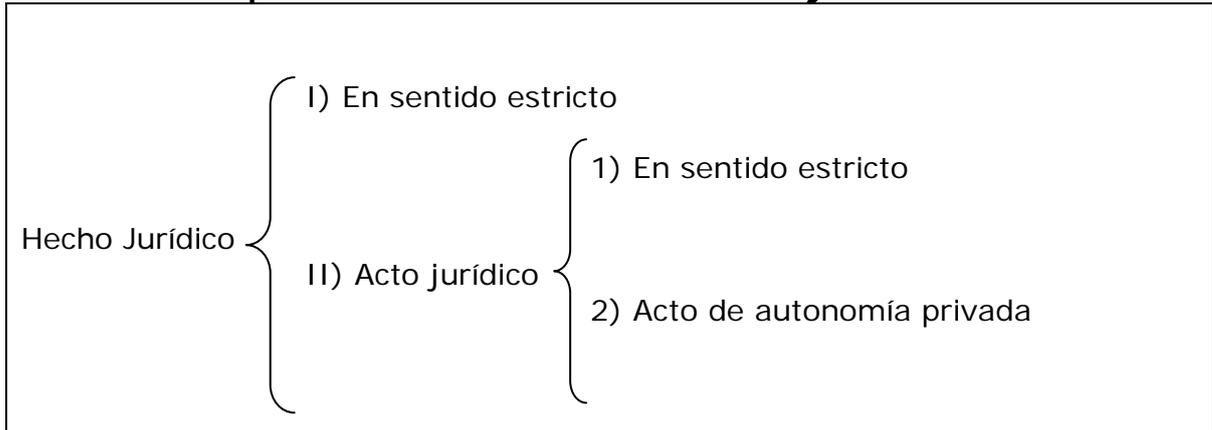 I) En sentido estricto
1) En sentido estricto
Hecho Jurídico
II) Acto jurídico
2) Acto de autonomía privada